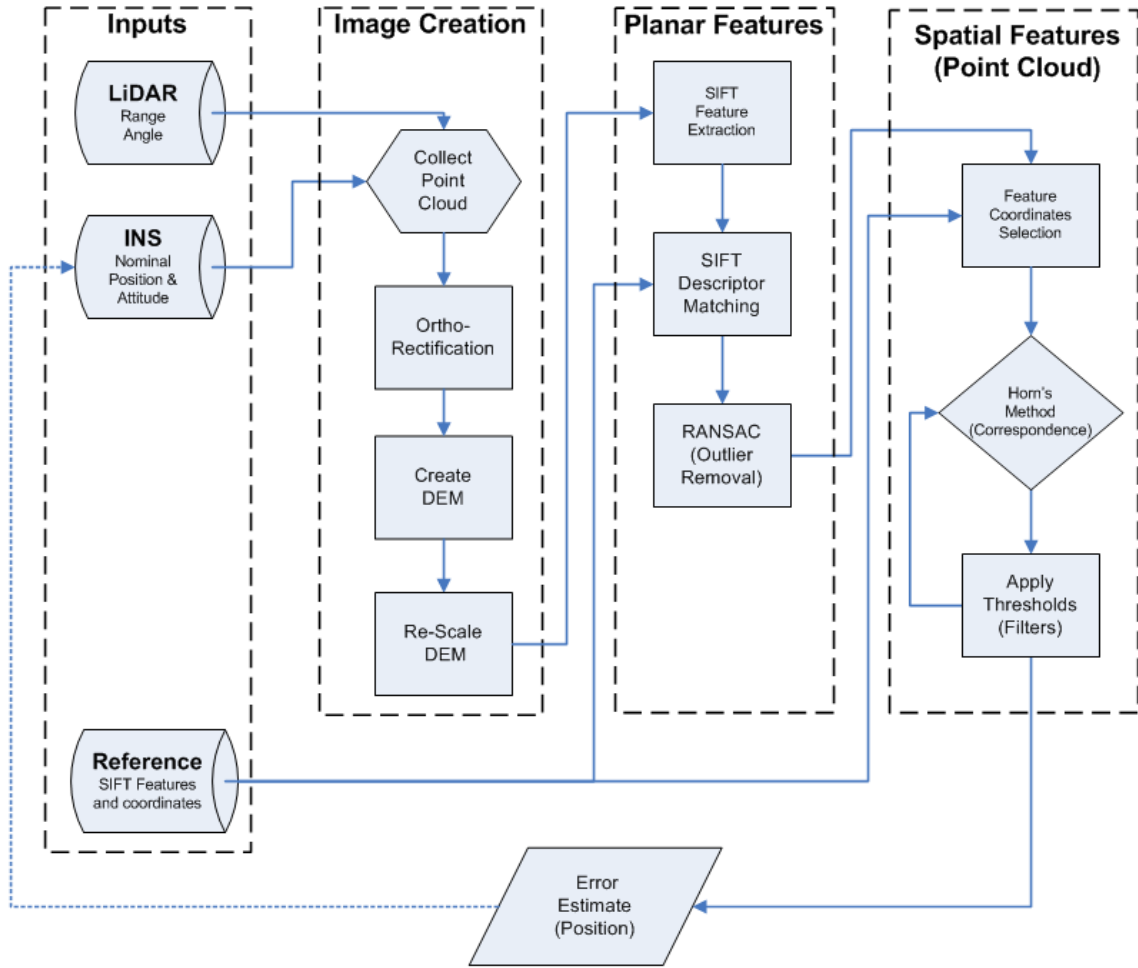 Inputs
LiDAR
Range
Angle
INS
Nominal
Position &
Attitude
Reference
SIFT Features
and coordinates
Image Creation
Collect
Point
Cloud
Ortho-
Rectification
Create
DEM
Re-Scale
DEM
Planar Features
SIFT
Feature
Extraction
SIFT
Descriptor
Matching
RANSAC
(Outlier
Removal)
Spatial Features
(Point Cloud)
Feature
Coordinates
Selection
Horn's
Method
(Correspondence)
Apply
Thresholds
(Filters)
Error
Estimate
(Position)